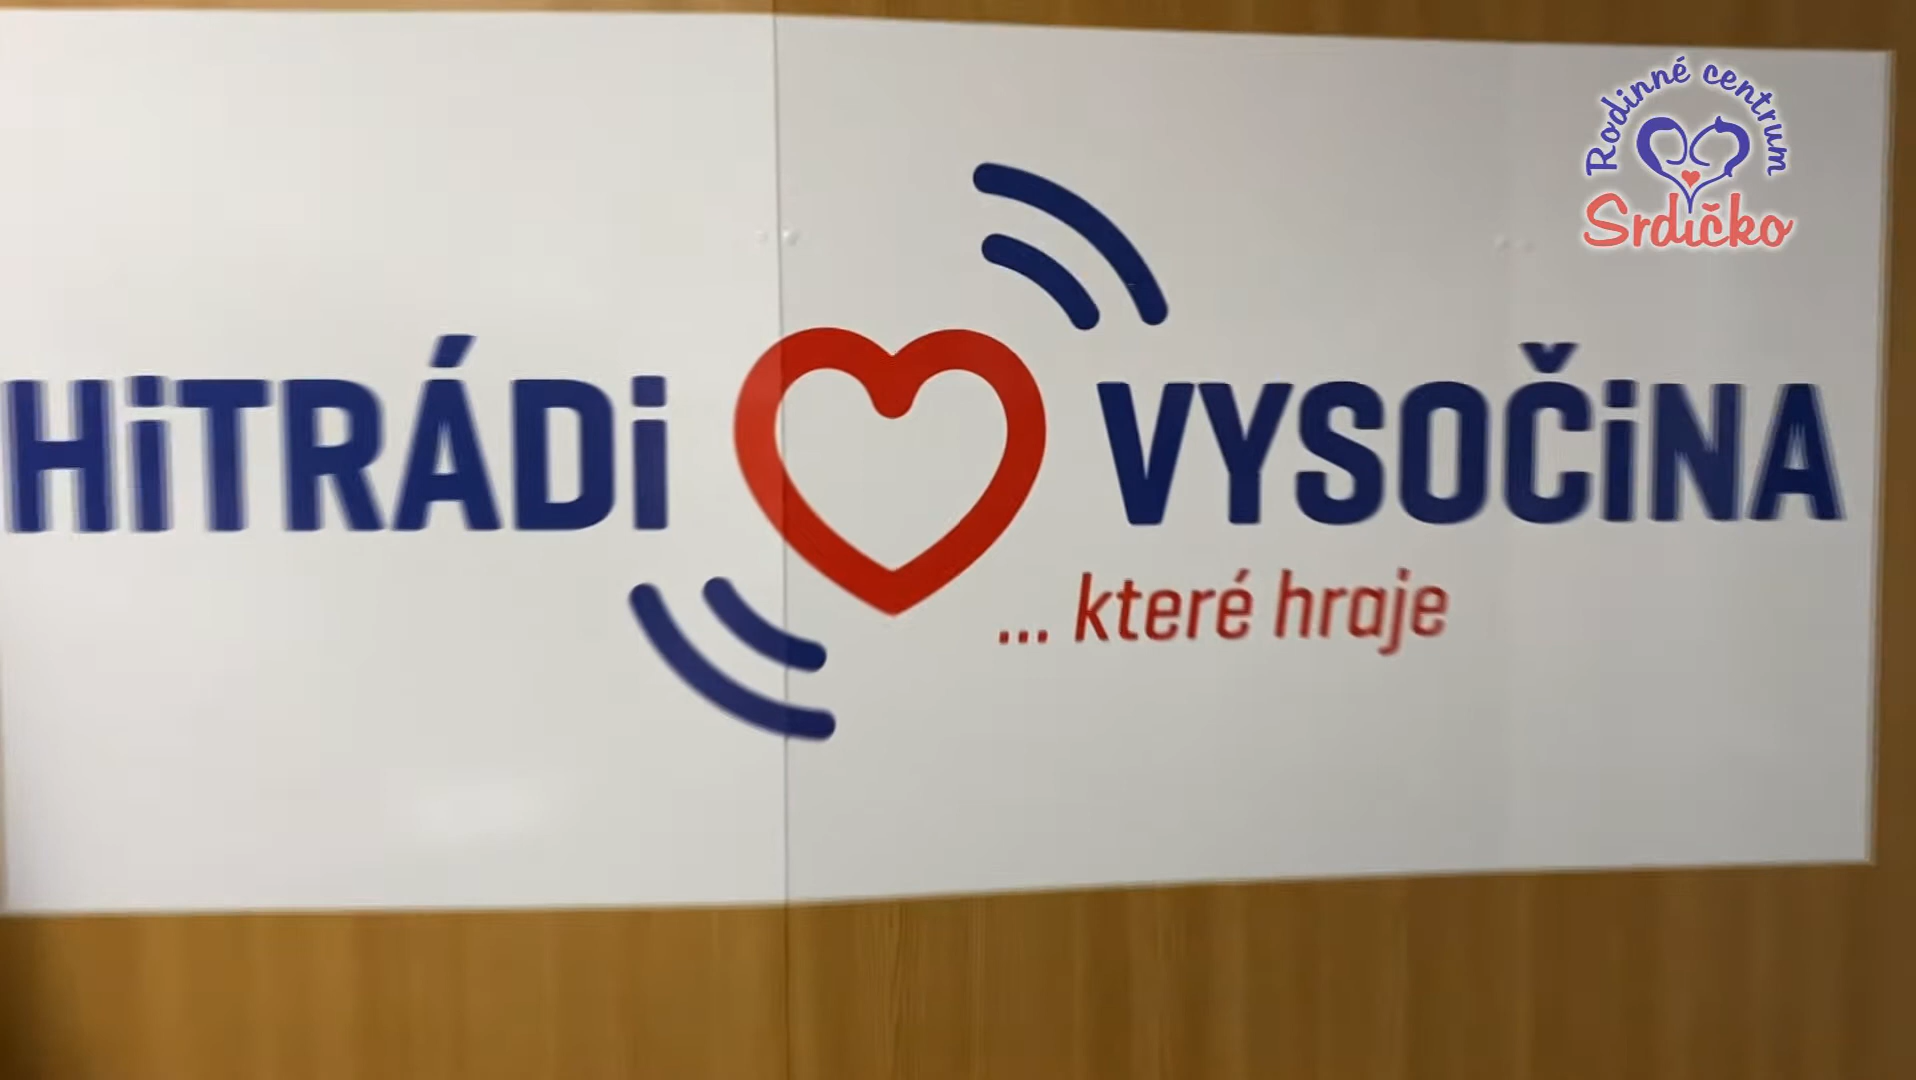 Rodinné centrum
Srdíčko
HiTRÁDi VYSOČiNA
... které hraje